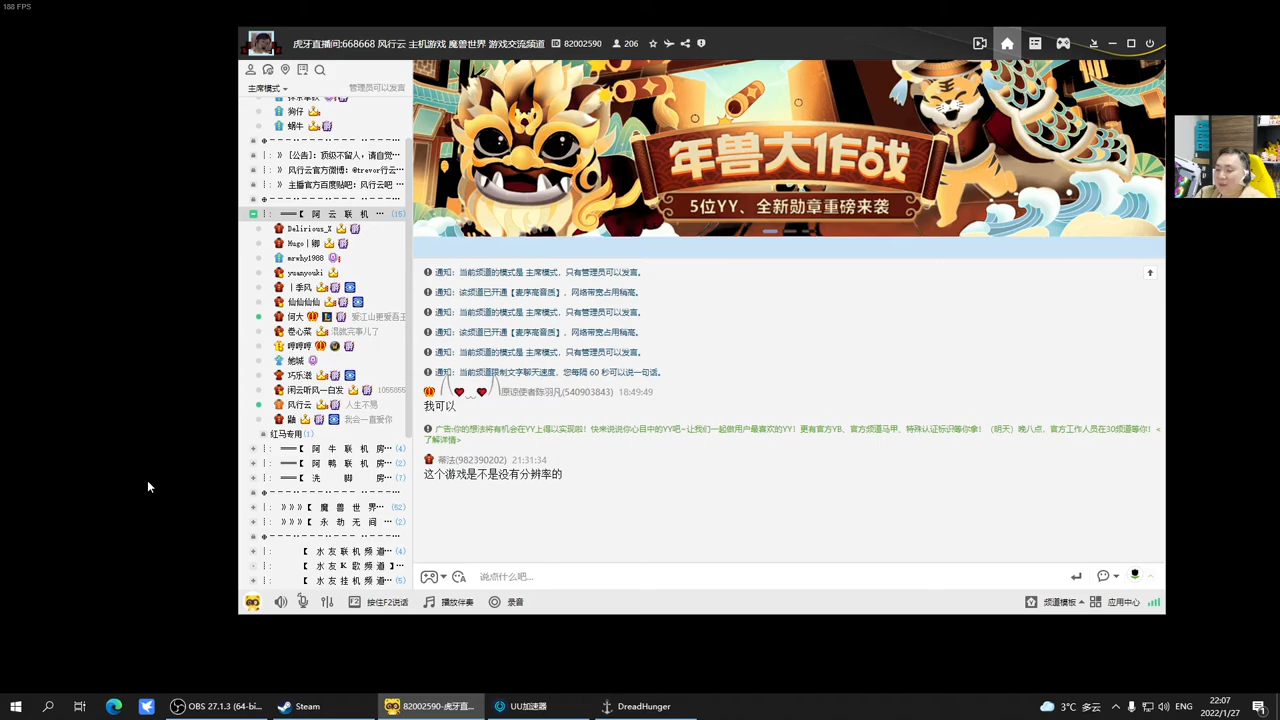 188 FPS
虎牙直播间:668668 风行云 主机游戏 魔兽世界 游戏交流频道 ID 82002590 206
主席模式
管理员可以发言
狗仔
蜗牛
» [公告]: 顶级不留人，请自觉…
» 风行云官方微博: @trevor行云…
» 主播官方百度贴吧: 风行云吧 …
══【 阿 云 联 机 … (15)
Delirious_X
Hugo丨卿
mrwhy1988
yuanyouki
丨季风
仙仙仙仙
何大 爱江山更爱吾王
卷心菜 混就完事儿了
哼哼哼
她城
巧乐滋
闲云听风一白发 1055855
风行云 人生不易
鼬 我会一直爱你
红马专用 (1)
══【 阿 牛 联 机 房… (4)
══【 阿 鸭 联 机 房… (2)
══【 洗 脚 房… (7)
»»»【 魔 兽 世 界… (52)
»»»【 永 劫 无 间 … (2)
【 水 友 联 机 频 道… (4)
【 水 友 K 歌 频 道 】…
【 水 友 挂 机 频 道… (5)
年兽大作战
5位YY、全新勋章重磅来袭
通知: 当前频道的模式是 主席模式，只有管理员可以发言。
通知: 该频道已开通【麦序高音质】，网络带宽占用稍高。
通知: 当前频道的模式是 主席模式，只有管理员可以发言。
通知: 该频道已开通【麦序高音质】，网络带宽占用稍高。
通知: 当前频道的模式是 主席模式，只有管理员可以发言。
通知: 当前频道限制文字聊天速度，您每隔 60 秒可以说一句话。
原谅使者陈羽凡(540903843) 18:49:49
我可以
广告:你的想法将有机会在YY上得以实现啦！快来说说你心目中的YY吧~让我们一起做用户最喜欢的YY！更有官方YB、官方频道马甲、特殊认证标识等你拿！（明天）晚八点，官方工作人员在30频道等你！<
了解详情>
蒂法(982390202) 21:31:34
这个游戏是不是没有分辨率的
说点什么吧...
F2 按住F2说话 播放伴奏 录音 频道模板 应用中心
OBS 27.1.3 (64-bi... Steam 82002590-虎牙直... UU加速器 DreadHunger 3°C 多云 ENG
22:07
2022/1/27